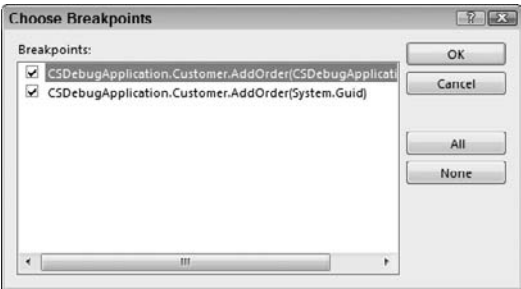 Choose Breakpoints
Breakpoints:
OK
CSDebugApplication.Customer.AddOrder(CSDebugApplicati
Cancel
CSDebugApplication.Customer.AddOrder(System.Guid)
All
None